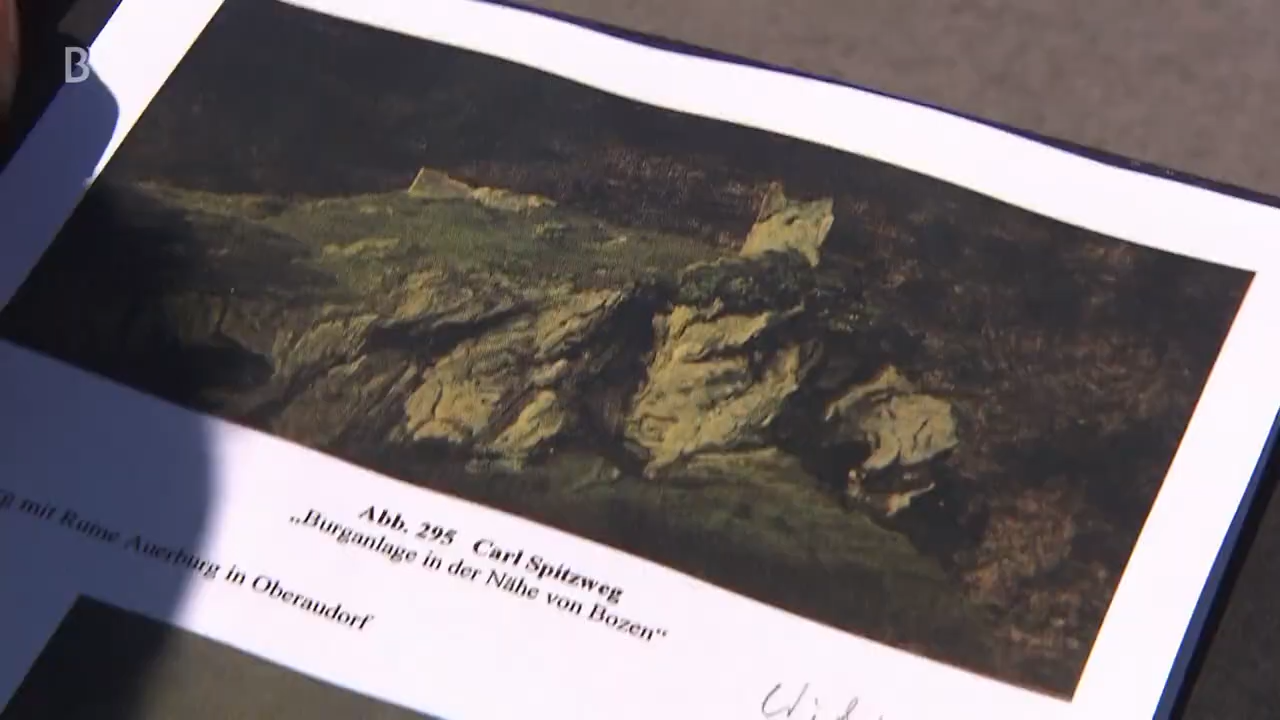 B
Abb. 295 Carl Spitzweg
„Burganlage in der Nähe von Bozen“
mit Ruine Auerburg in Oberaudorf